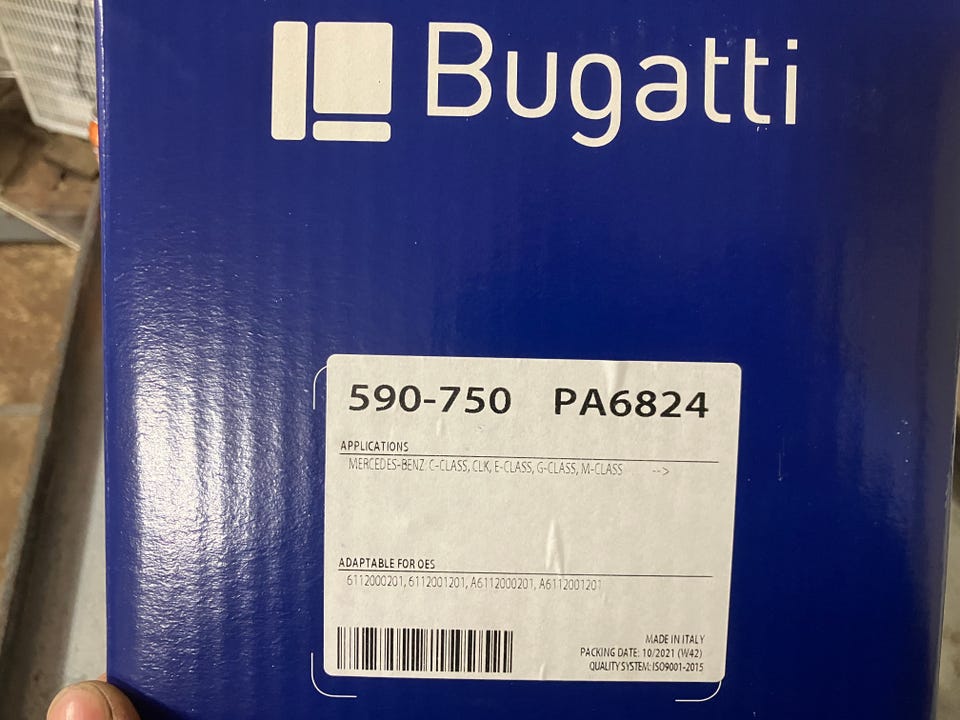 Bugatti
590-750 PA6824
APPLICATIONS
MERCEDES-BENZ: C-CLASS, CLK, E-CLASS, G-CLASS, M-CLASS -->
ADAPTABLE FOR OES
6112000201, 6112001201, A6112000201, A6112001201
MADE IN ITALY
PACKING DATE: 10/2021 (W42)
QUALITY SYSTEM: ISO9001-2015